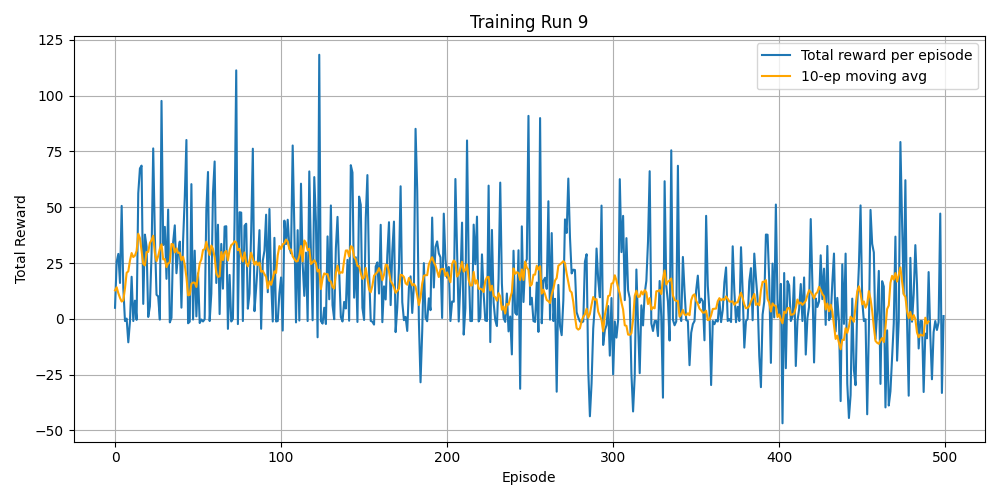 Training Run 9
Total reward per episode
10-ep moving avg
Total Reward
125
100
75
50
25
0
−25
−50
0
100
200
300
400
500
Episode